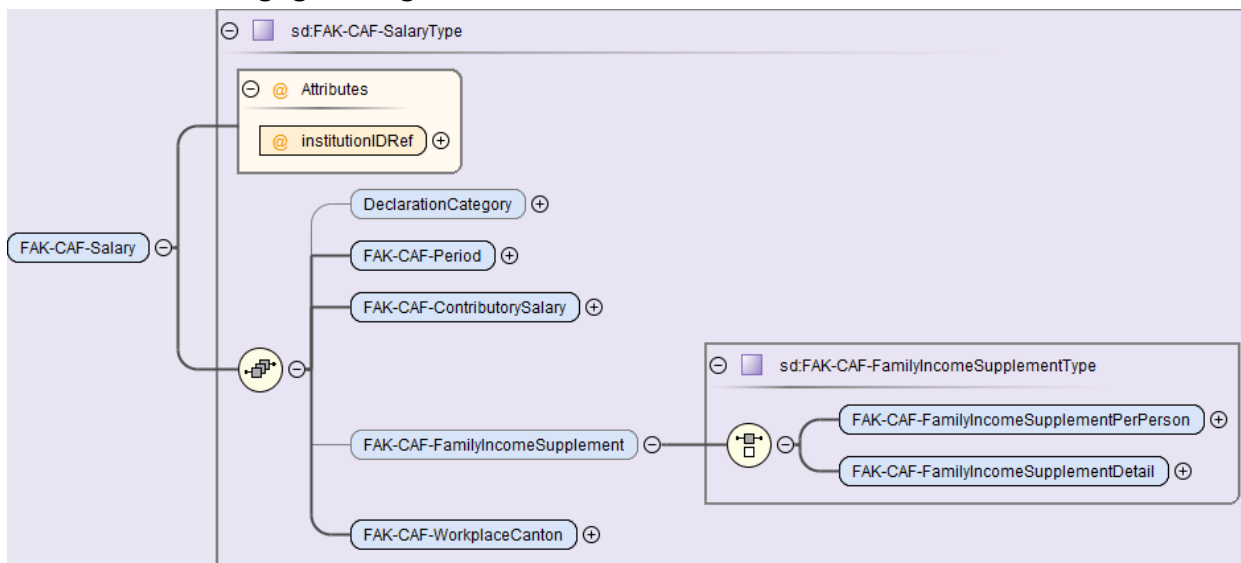 sd:FAK-CAF-SalaryType
@ Attributes
@ institutionIDRef
DeclarationCategory
FAK-CAF-Salary
FAK-CAF-Period
FAK-CAF-ContributorySalary
sd:FAK-CAF-FamilyIncomeSupplementType
FAK-CAF-FamilyIncomeSupplementPerPerson
FAK-CAF-FamilyIncomeSupplement
FAK-CAF-FamilyIncomeSupplementDetail
FAK-CAF-WorkplaceCanton